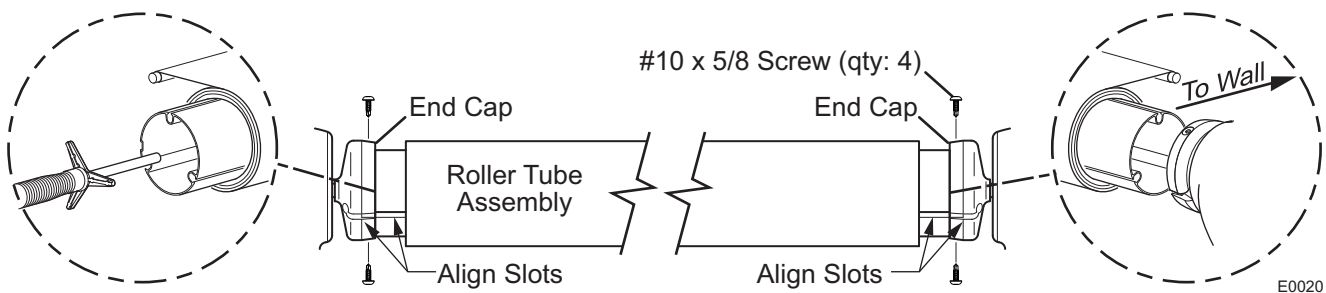 #10 x 5/8 Screw (qty: 4)
To Wall
End Cap
End Cap
Roller Tube
Assembly
Align Slots
Align Slots
E0020